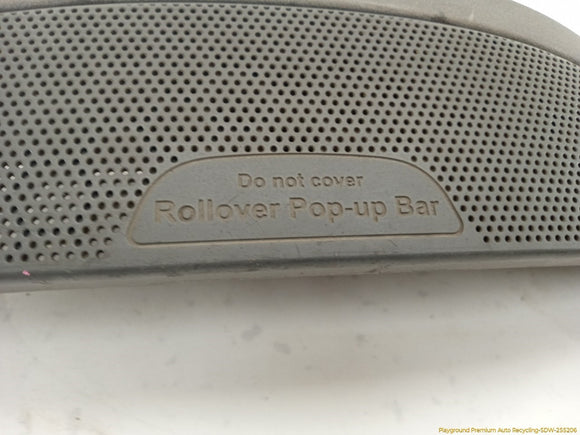 Do not cover
Rollover Pop-up Bar
Playground Premium Auto Recycling-SDW-255206